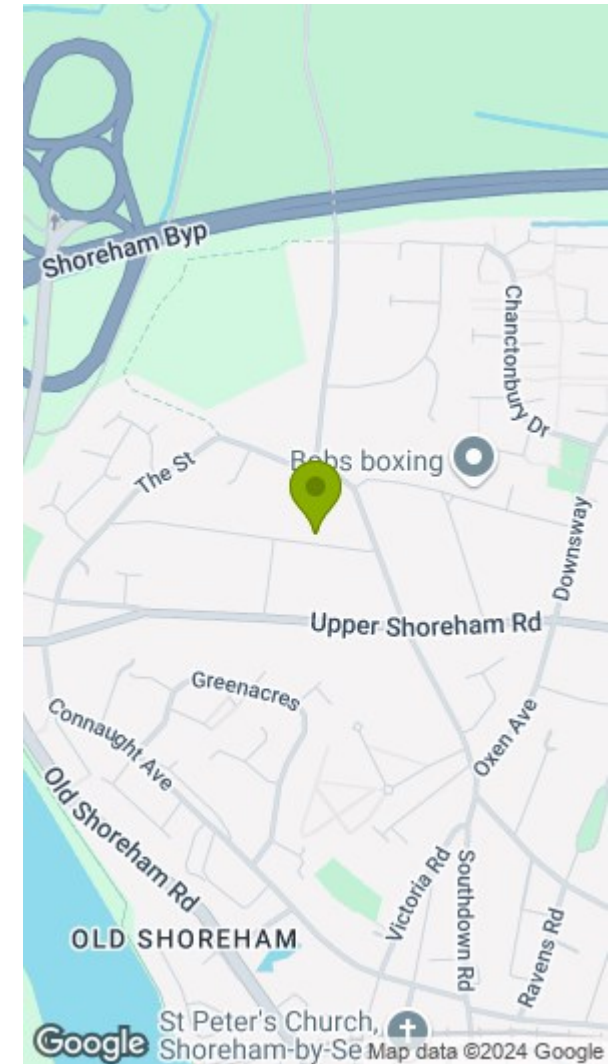 Shoreham Byp
Chanctonbury Dr
Bobs boxing
The St
Downsway
Upper Shoreham Rd
Greenacres
Connaught Ave
Oxen Ave
Old Shoreham Rd
Victoria Rd
Southdown Rd
Ravens Rd
OLD SHOREHAM
St Peter's Church,
Shoreham-by-Se
Google
Map data ©2024 Google